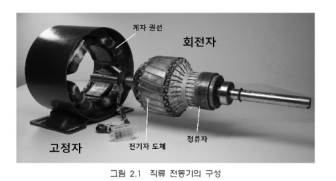 계자 권선
회전자
정류자
고정자
전기자 도체
그림 2.1 직류 전동기의 구성